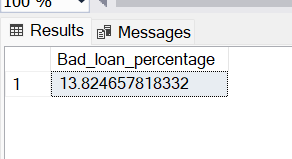 100 %
Results Messages
Bad_loan_percentage
1 13.824657818332